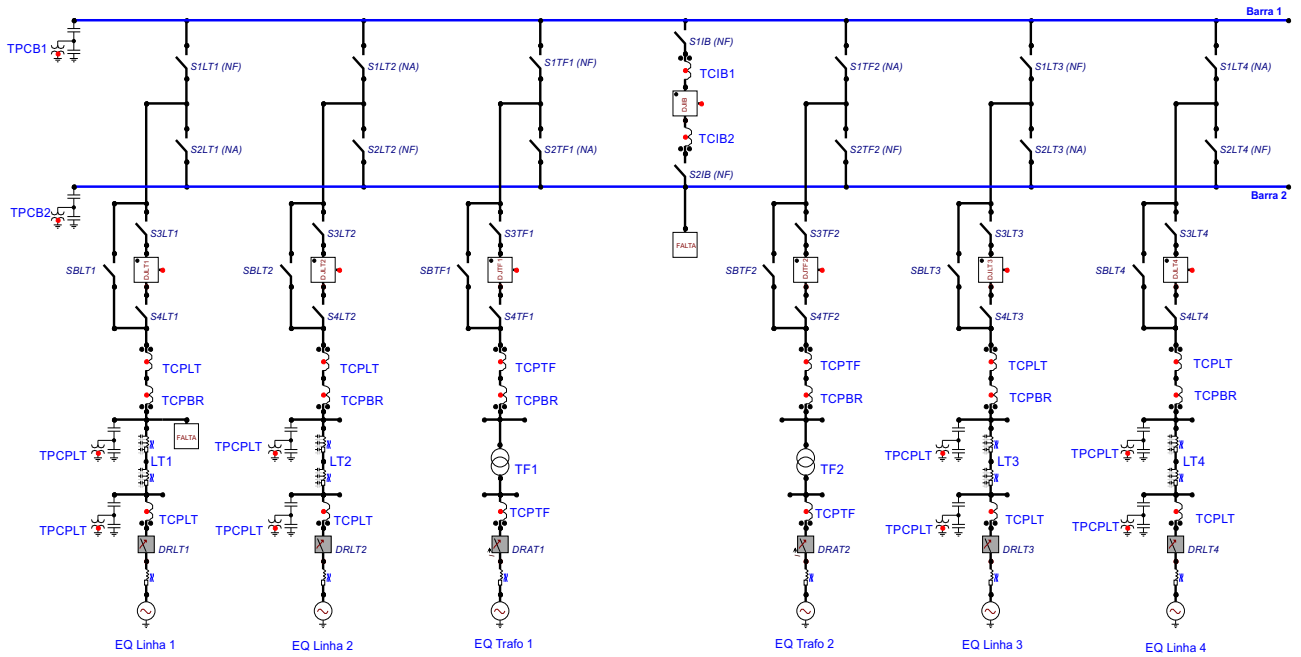 Barra 1
TPCB1
S1LT1 (NF)
S1LT2 (NA)
S1TF1 (NF)
S1IB (NF)
TCIB1
S1TF2 (NA)
S1LT3 (NF)
S1LT4 (NA)
DJIB
TCIB2
S2LT1 (NA)
S2LT2 (NF)
S2TF1 (NA)
S2IB (NF)
S2TF2 (NF)
S2LT3 (NA)
S2LT4 (NF)
Barra 2
TPCB2
S3LT1
S3LT2
S3TF1
FALTA
S3TF2
S3LT3
S3LT4
SBLT1
DJLT1
SBLT2
DJLT2
SBTF1
DJTF1
SBTF2
DJTF2
SBLT3
DJLT3
SBLT4
DJLT4
S4LT1
S4LT2
S4TF1
S4TF2
S4LT3
S4LT4
TCPLT
TCPLT
TCPTF
TCPTF
TCPLT
TCPLT
TCPBR
TCPBR
TCPBR
TCPBR
TCPBR
TCPBR
FALTA
TPCPLT
LT1
TPCPLT
LT2
TF1
TF2
TPCPLT
LT3
TPCPLT
LT4
TPCPLT
TCPLT
TPCPLT
TCPLT
TCPTF
TCPTF
TPCPLT
TCPLT
TPCPLT
TCPLT
DRLT1
DRLT2
DRAT1
DRAT2
DRLT3
DRLT4
EQ Linha 1
EQ Linha 2
EQ Trafo 1
EQ Trafo 2
EQ Linha 3
EQ Linha 4